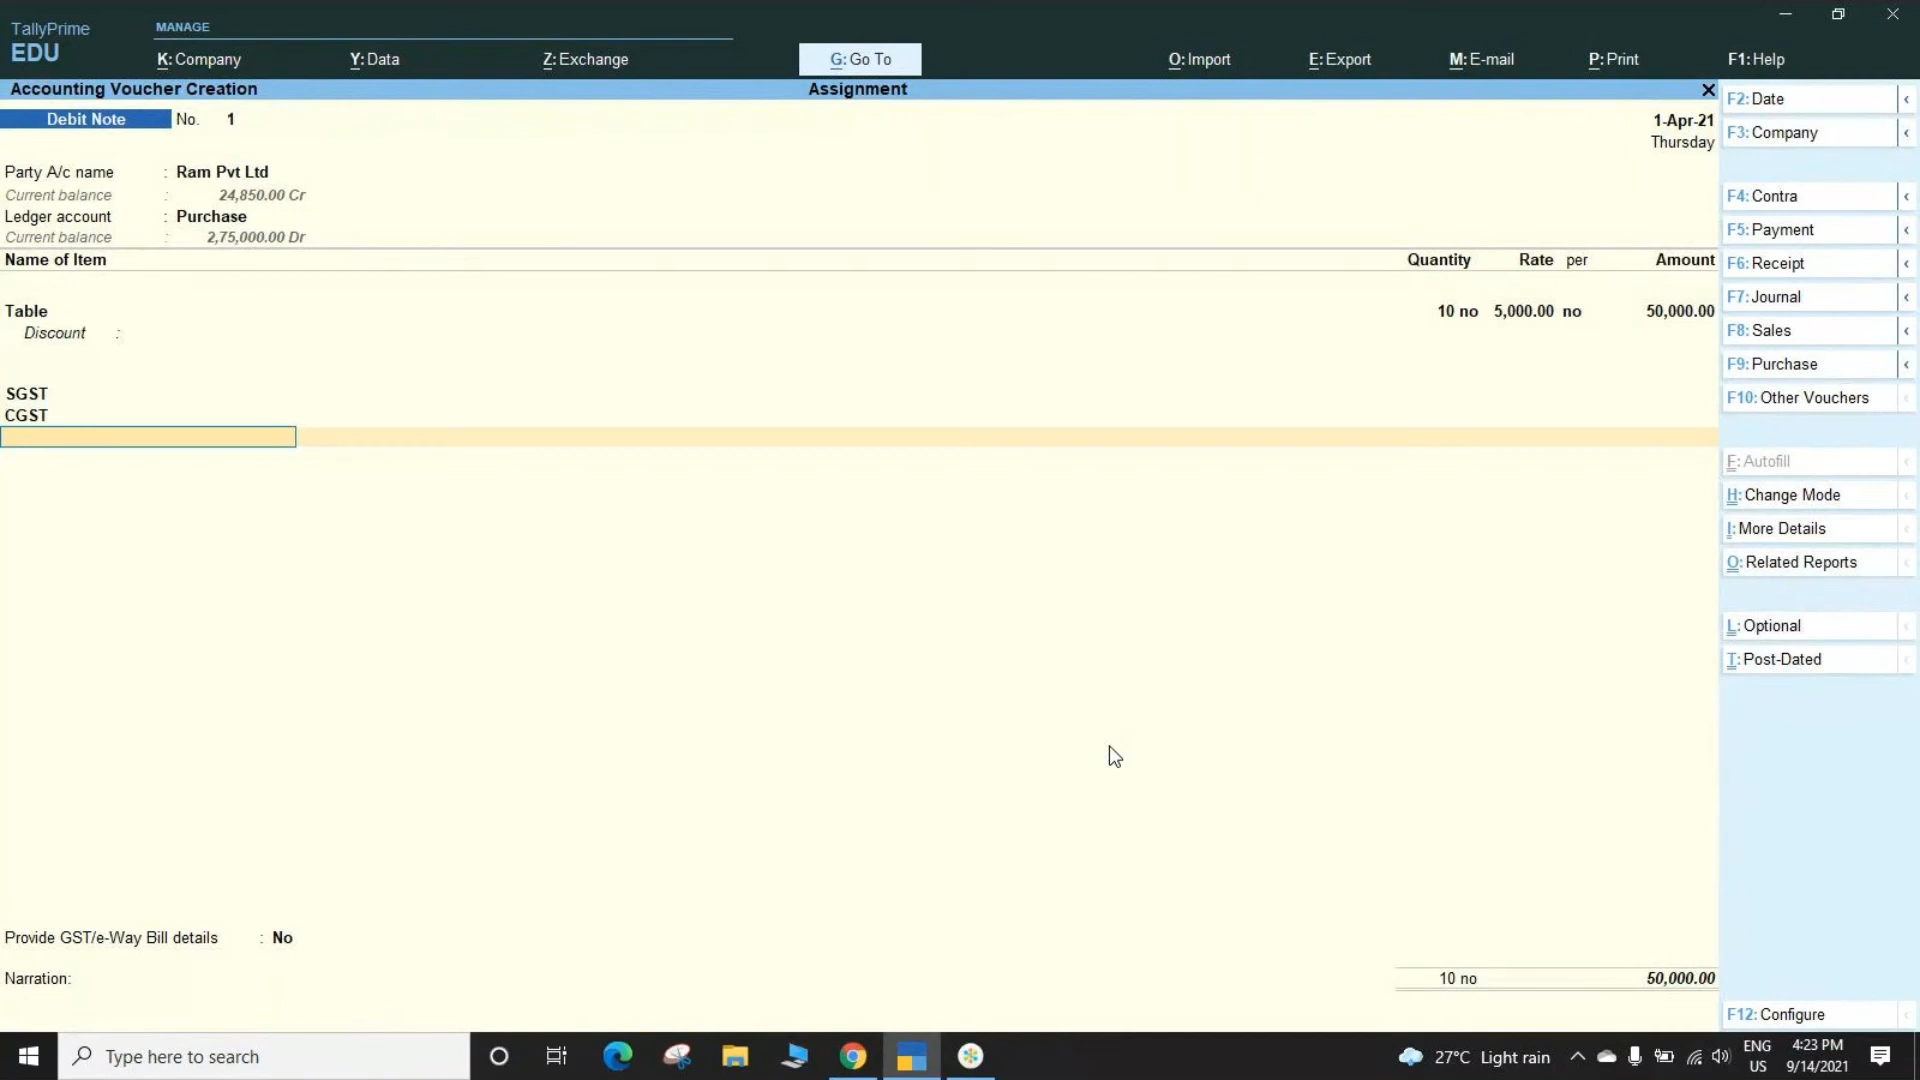 TallyPrime
EDU
MANAGE
K: Company
Y: Data
Z: Exchange
G: Go To
O: Import
E: Export
M: E-mail
P: Print
F1: Help
Accounting Voucher Creation
Assignment
Debit Note
No. 1
1-Apr-21
Thursday
Party A/c name : Ram Pvt Ltd
Current balance : 24,850.00 Cr
Ledger account : Purchase
Current balance : 2,75,000.00 Dr
Name of Item Quantity Rate per Amount
Table 10 no 5,000.00 no 50,000.00
Discount :
SGST
CGST
Provide GST/e-Way Bill details : No
Narration: 10 no 50,000.00
F2: Date
F3: Company
F4: Contra
F5: Payment
F6: Receipt
F7: Journal
F8: Sales
F9: Purchase
F10: Other Vouchers
F: Autofill
H: Change Mode
I: More Details
O: Related Reports
L: Optional
T: Post-Dated
F12: Configure
Type here to search
27°C Light rain
ENG
US
4:23 PM
9/14/2021